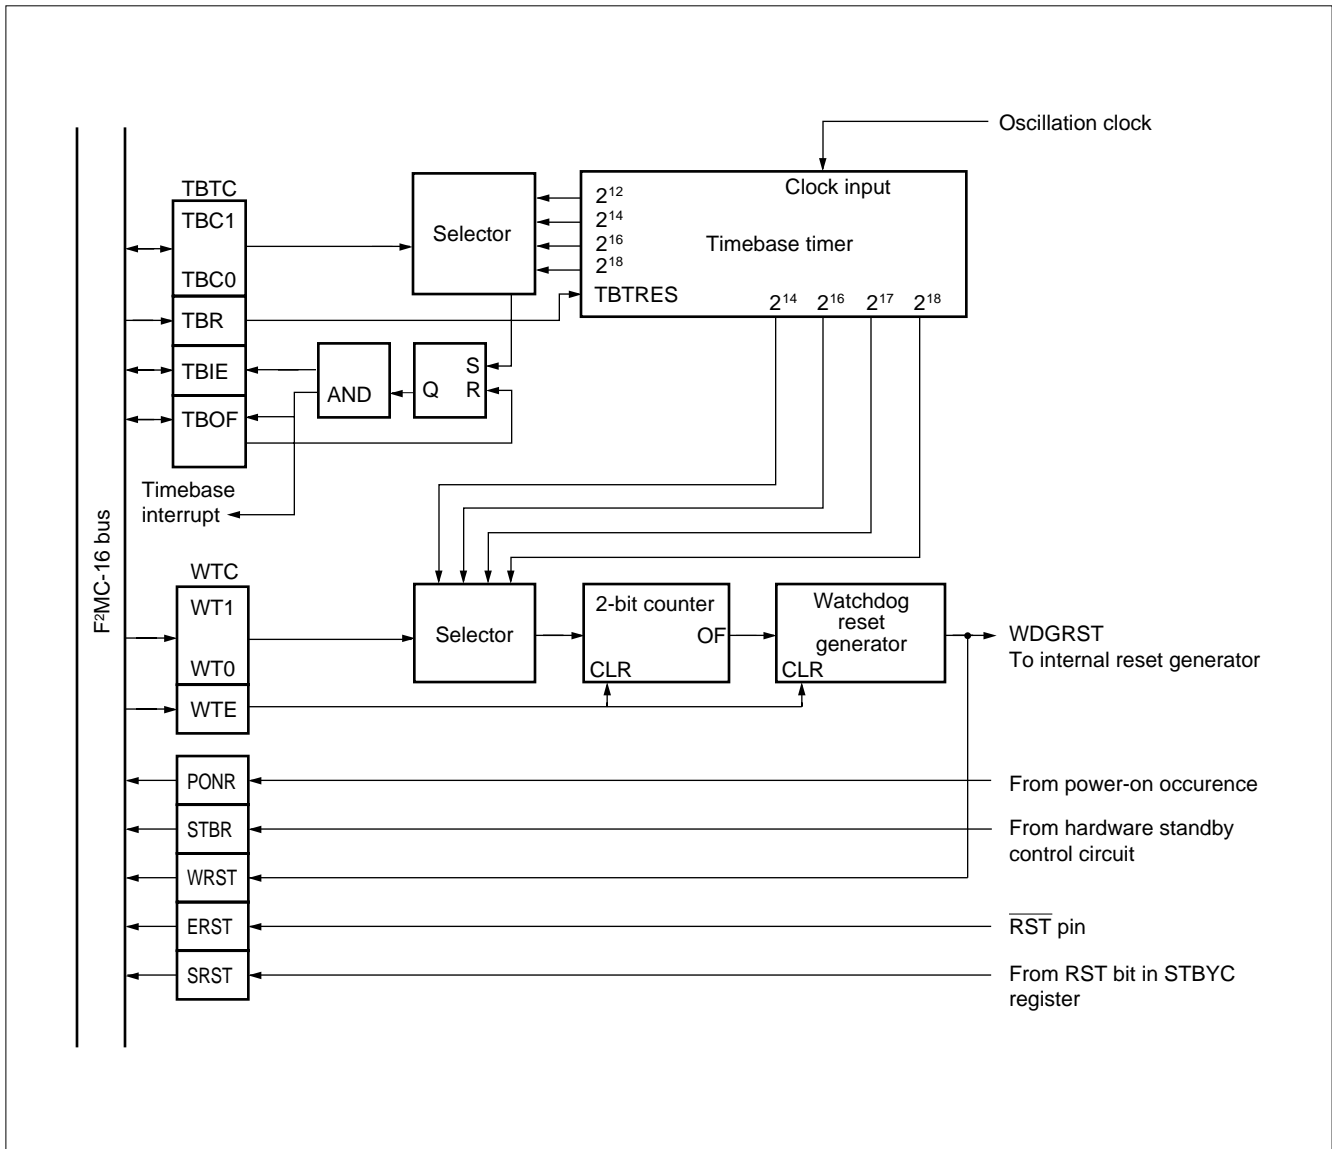 Oscillation clock
TBTC
TBC1
TBC0
TBR
TBIE
TBOF
Selector
Clock input
2¹²
2¹⁴
2¹⁶
2¹⁸
Timebase timer
TBTRES
2¹⁴ 2¹⁶ 2¹⁷ 2¹⁸
AND
S
Q R
Timebase
interrupt
F²MC-16 bus
WTC
WT1
WT0
WTE
Selector
2-bit counter
OF
CLR
Watchdog
reset
generator
CLR
WDGRST
To internal reset generator
PONR
From power-on occurence
STBR
From hardware standby
control circuit
WRST
ERST
R̅S̅T̅ pin
SRST
From RST bit in STBYC
register